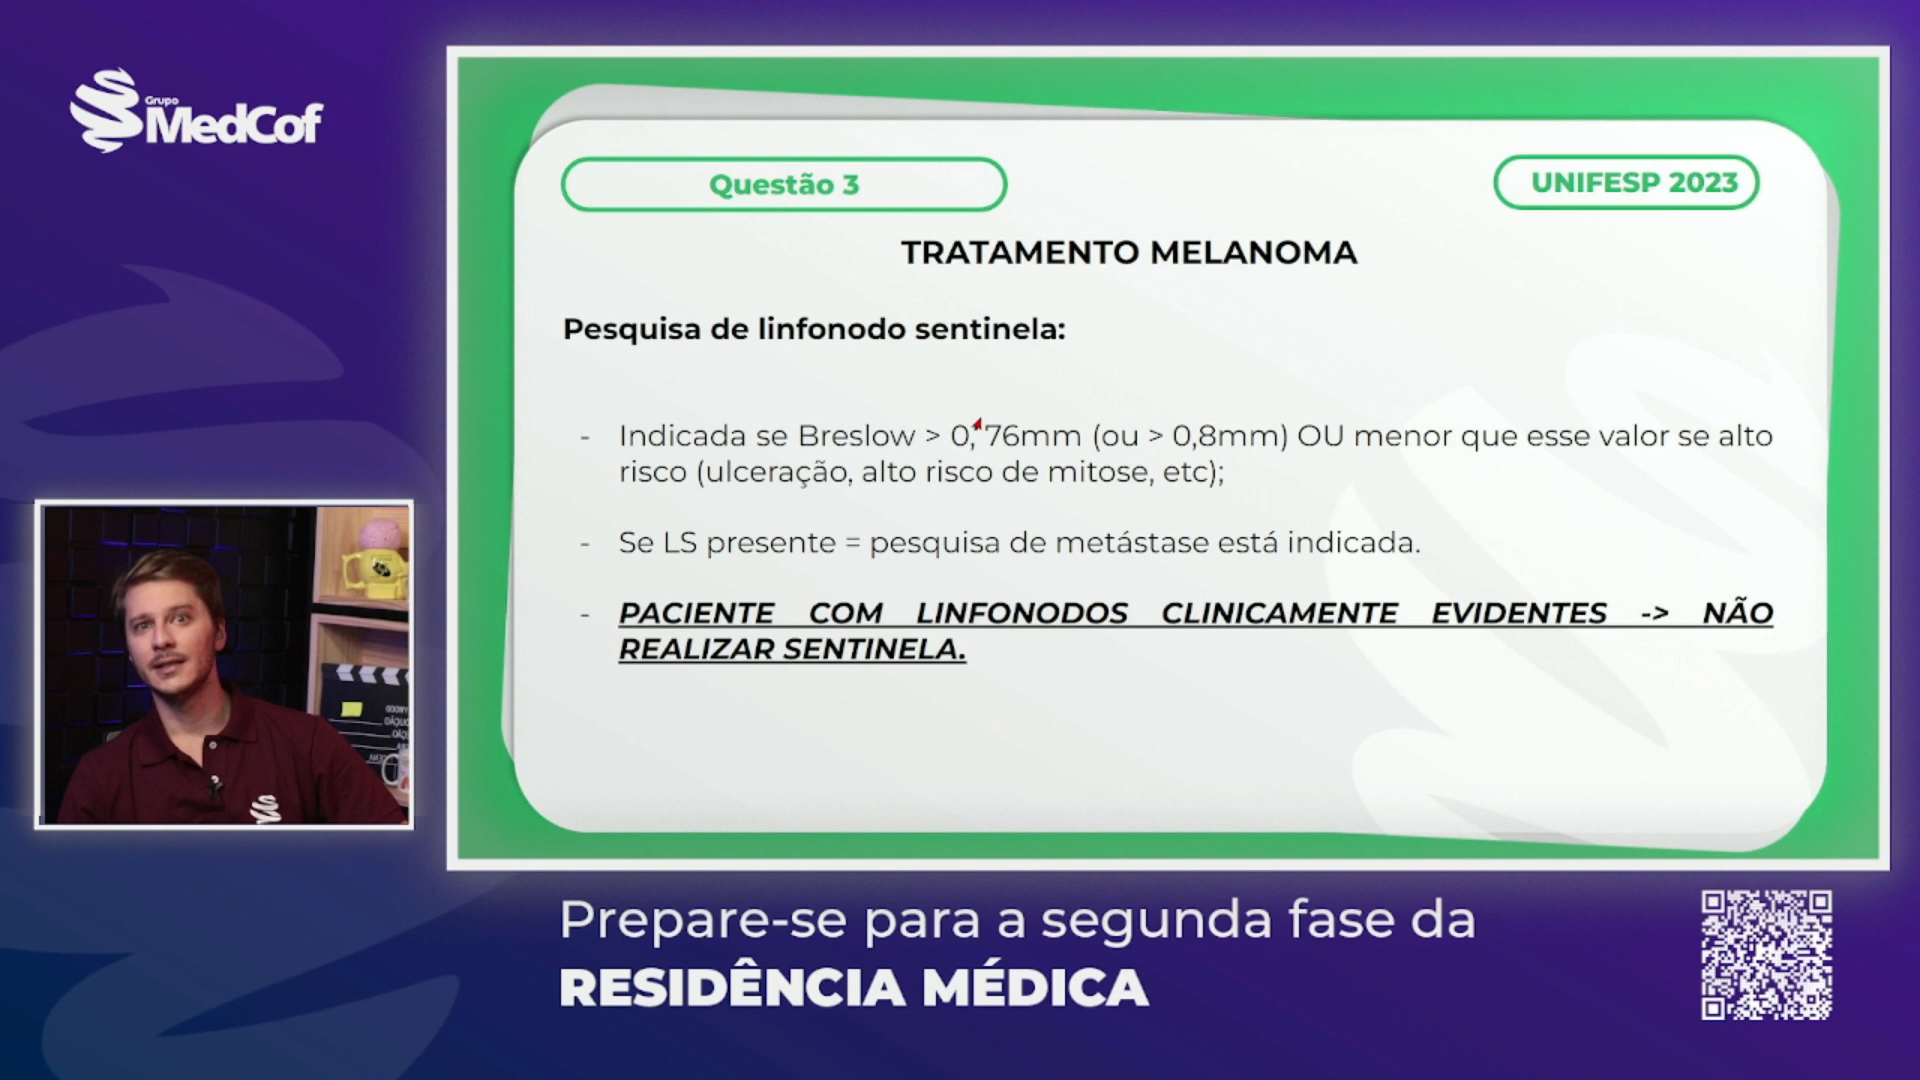 Grupo
MedCof
Questão 3
UNIFESP 2023
TRATAMENTO MELANOMA
Pesquisa de linfonodo sentinela:
- Indicada se Breslow > 0,76mm (ou > 0,8mm) OU menor que esse valor se alto
risco (ulceração, alto risco de mitose, etc);
- Se LS presente = pesquisa de metástase está indicada.
- PACIENTE COM LINFONODOS CLINICAMENTE EVIDENTES -> NÃO
REALIZAR SENTINELA.
Prepare-se para a segunda fase da
RESIDÊNCIA MÉDICA